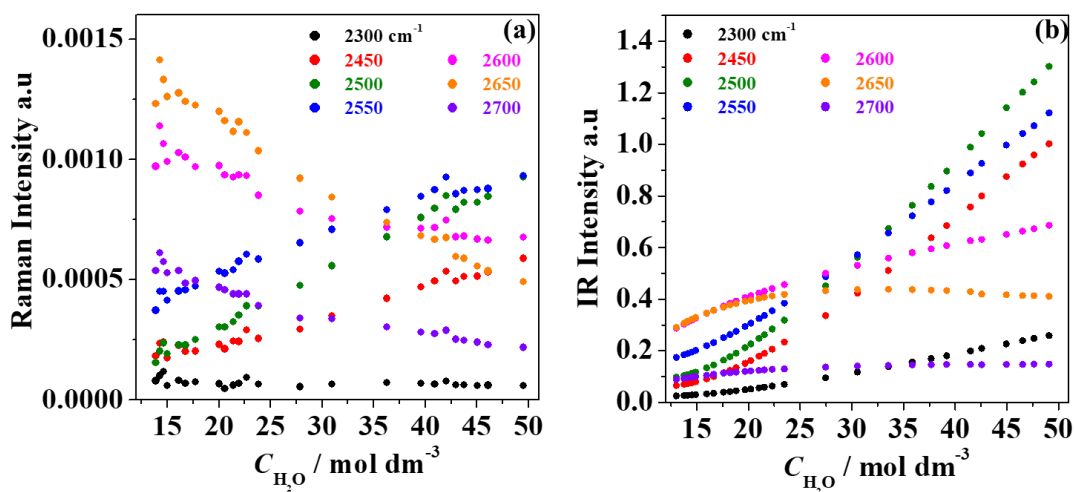 (a)
2300 cm⁻¹
2450 2600
2500 2650
2550 2700
Raman Intensity a.u
0.0015
0.0010
0.0005
0.0000
15 20 25 30 35 40 45 50
C_H₂O / mol dm⁻³
(b)
2300 cm⁻¹
2450 2600
2500 2650
2550 2700
IR Intensity a.u
1.4
1.2
1.0
0.8
0.6
0.4
0.2
0.0
15 20 25 30 35 40 45 50
C_H₂O / mol dm⁻³